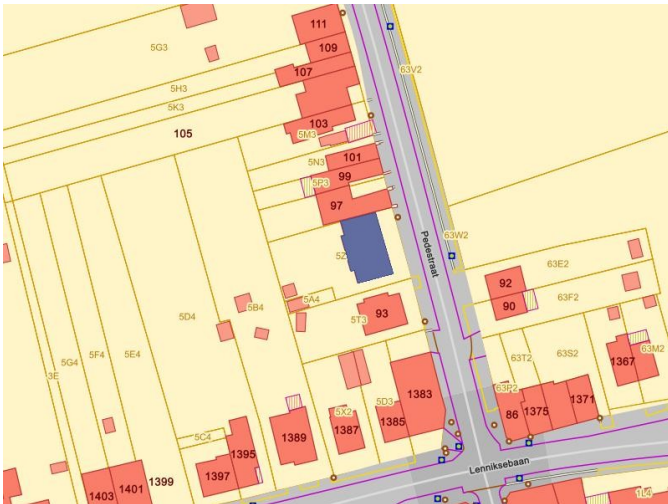 111
5G3
109
107
63V2
5H3
5K3
103
105
5M3
101
5N3
99
5P3
97
Pedestraat
63W2
5Z
63E2
92
5A4
90
63F2
5B4
93
5D4
5T3
5E4
63T2
63S2
63M2
5F4
1367
5G4
3E
1383
63P2
1371
5D3
86
1375
5X2
1387
1385
1389
5C4
1395
Lenniksebaan
1397
1399
1401
1403
1L4